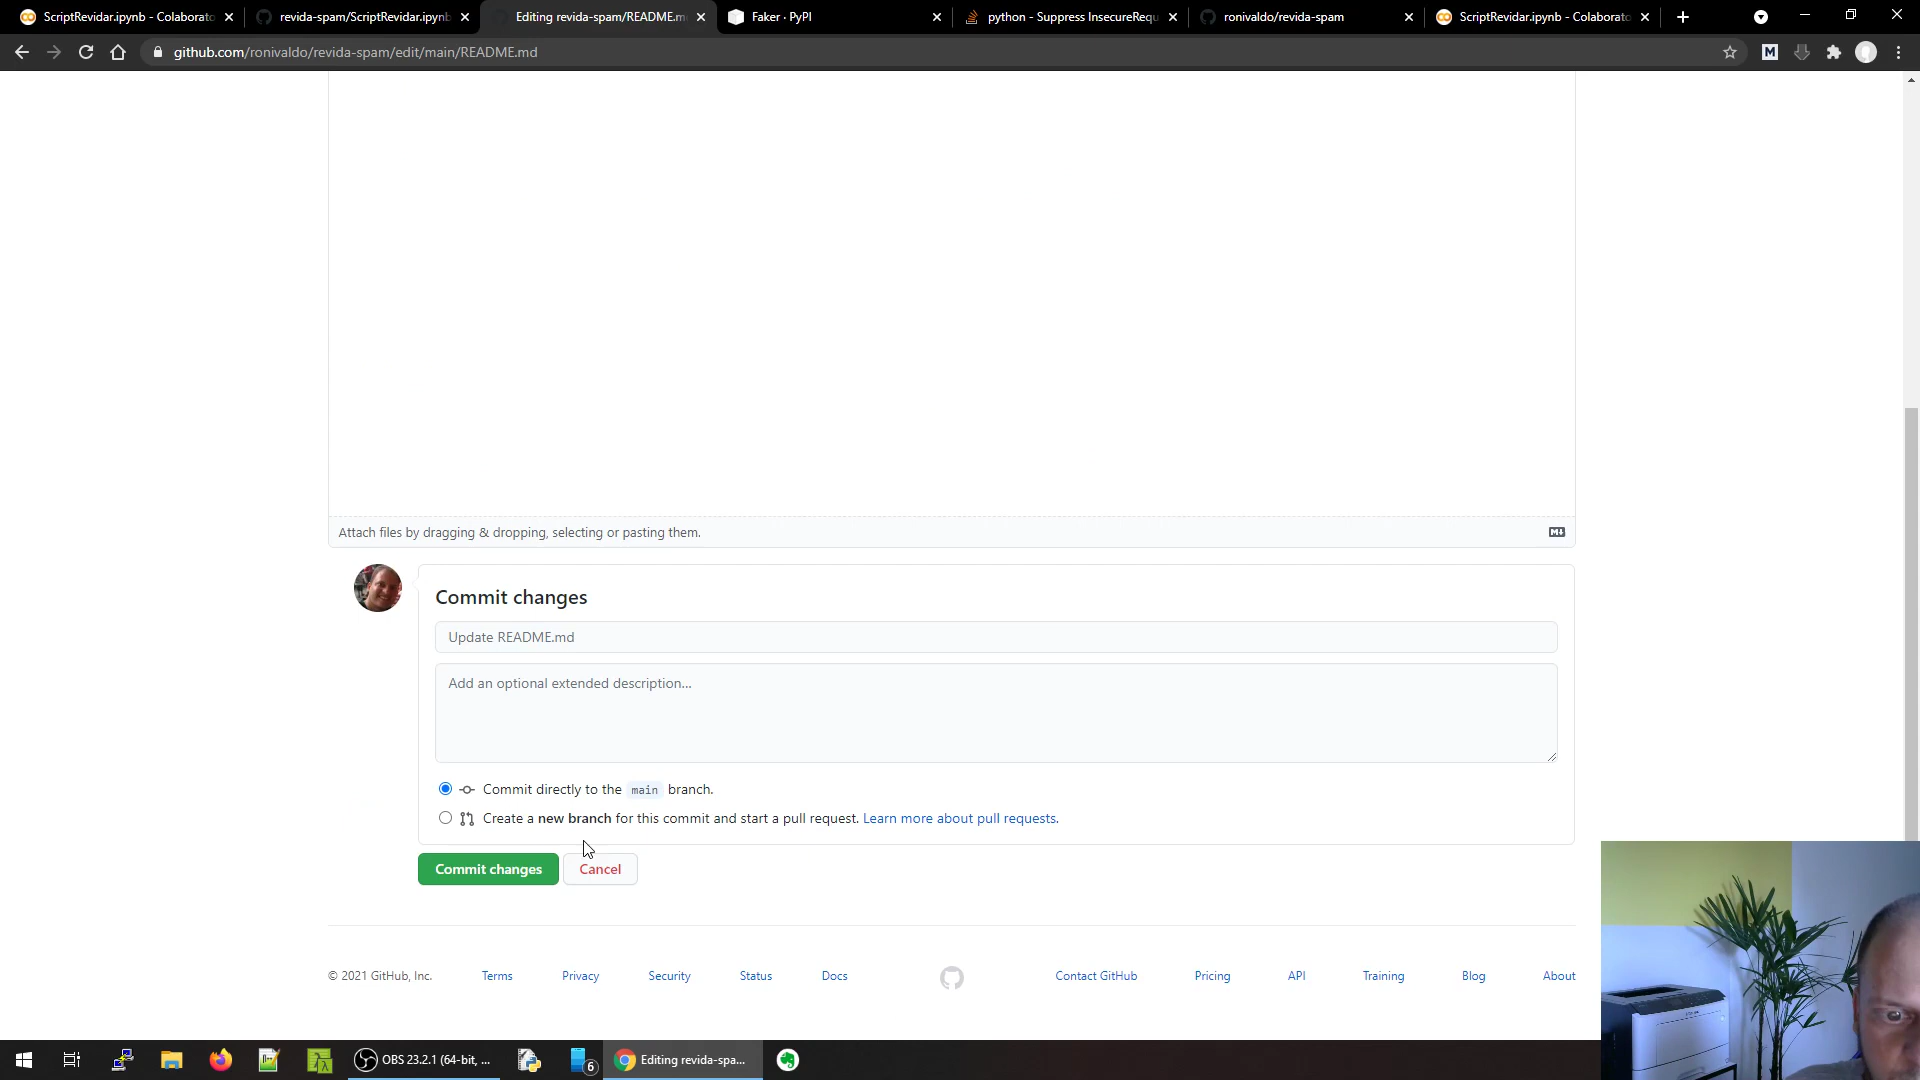 ScriptRevidar.ipynb - Colaborato
revida-spam/ScriptRevidar.ipynb
Editing revida-spam/README.m
Faker · PyPI
python - Suppress InsecureRequ
ronivaldo/revida-spam
ScriptRevidar.ipynb - Colaborato
github.com/ronivaldo/revida-spam/edit/main/README.md
M
Attach files by dragging & dropping, selecting or pasting them.
Commit changes
Update README.md
Add an optional extended description...
Commit directly to the main branch.
Create a new branch for this commit and start a pull request. Learn more about pull requests.
Commit changes
Cancel
© 2021 GitHub, Inc.
Terms
Privacy
Security
Status
Docs
Contact GitHub
Pricing
API
Training
Blog
About
OBS 23.2.1 (64-bit, ...
6
Editing revida-spa...